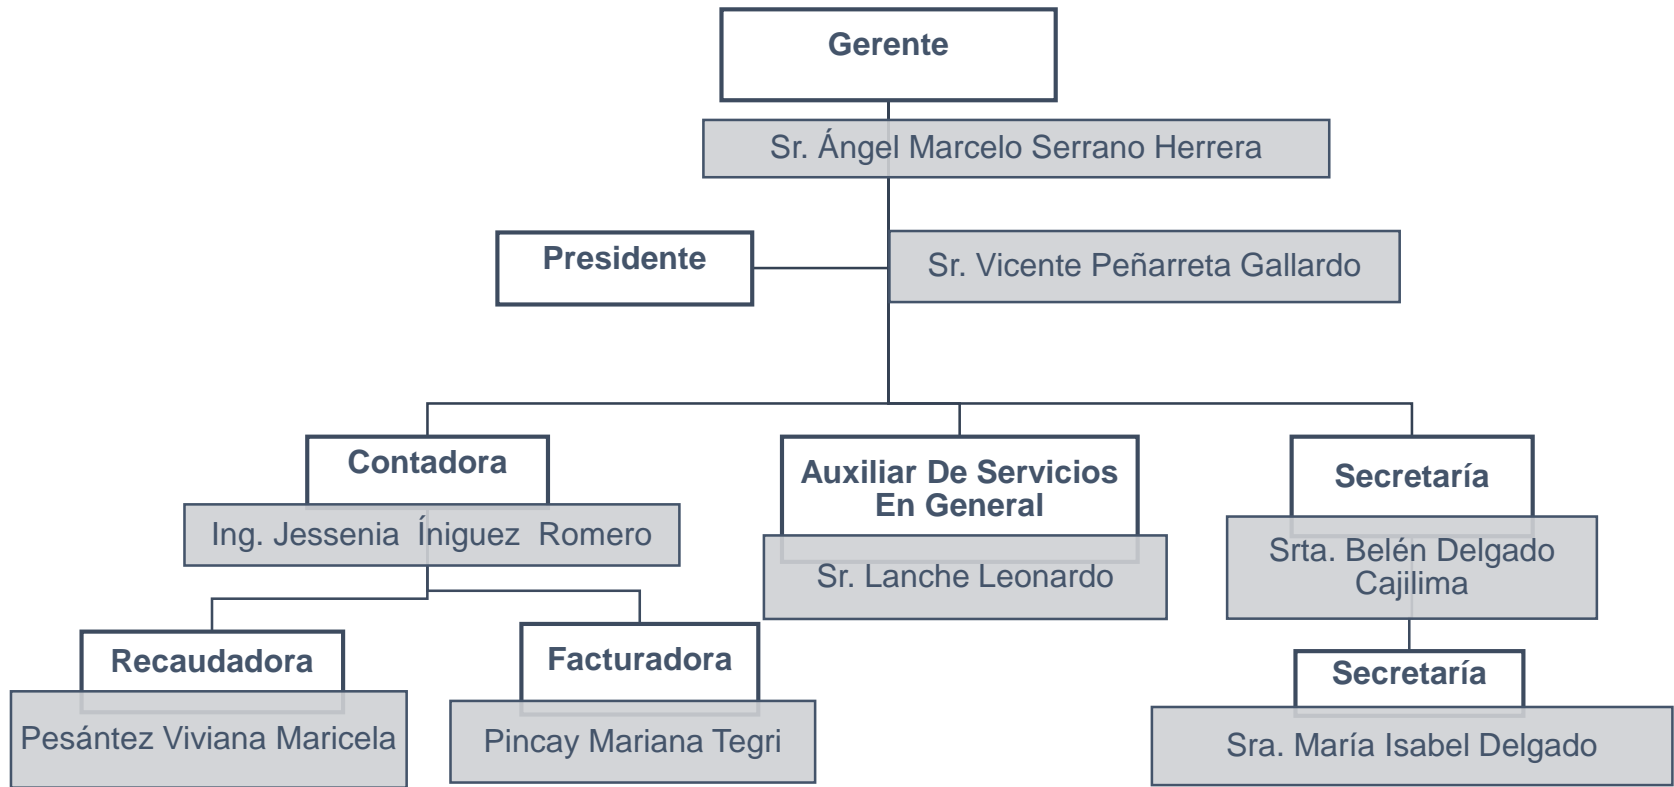 Gerente
Sr. Ángel Marcelo Serrano Herrera
Presidente
Sr. Vicente Peñarreta Gallardo
Contadora
Ing. Jessenia Íniguez Romero
Auxiliar De Servicios
En General
Sr. Lanche Leonardo
Secretaría
Srta. Belén Delgado
Cajilima
Recaudadora
Pesántez Viviana Maricela
Facturadora
Pincay Mariana Tegri
Secretaría
Sra. María Isabel Delgado